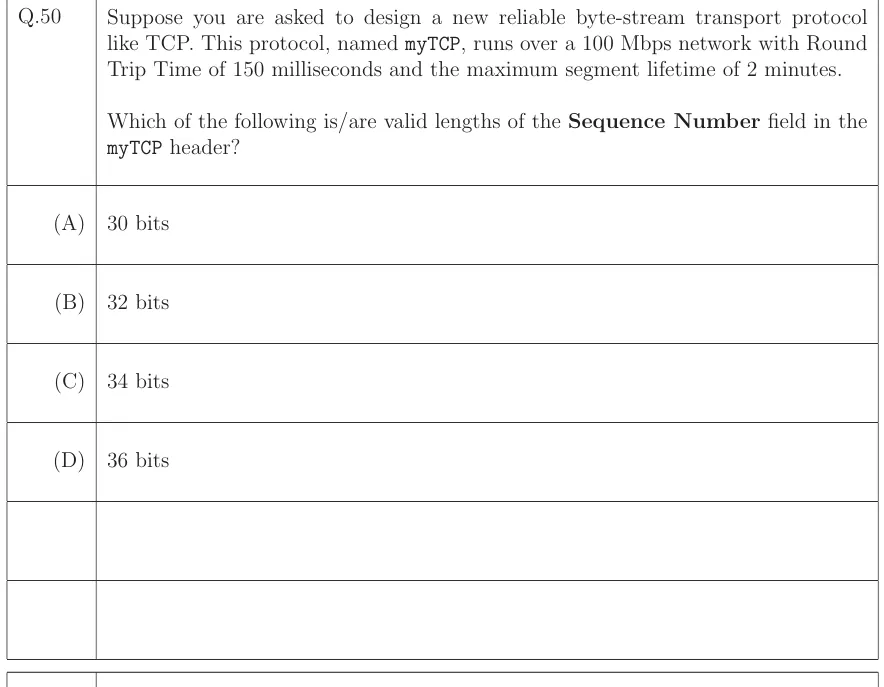 Q.50 Suppose you are asked to design a new reliable byte-stream transport protocol
like TCP. This protocol, named myTCP, runs over a 100 Mbps network with Round
Trip Time of 150 milliseconds and the maximum segment lifetime of 2 minutes.
Which of the following is/are valid lengths of the Sequence Number field in the
myTCP header?
(A) 30 bits
(B) 32 bits
(C) 34 bits
(D) 36 bits